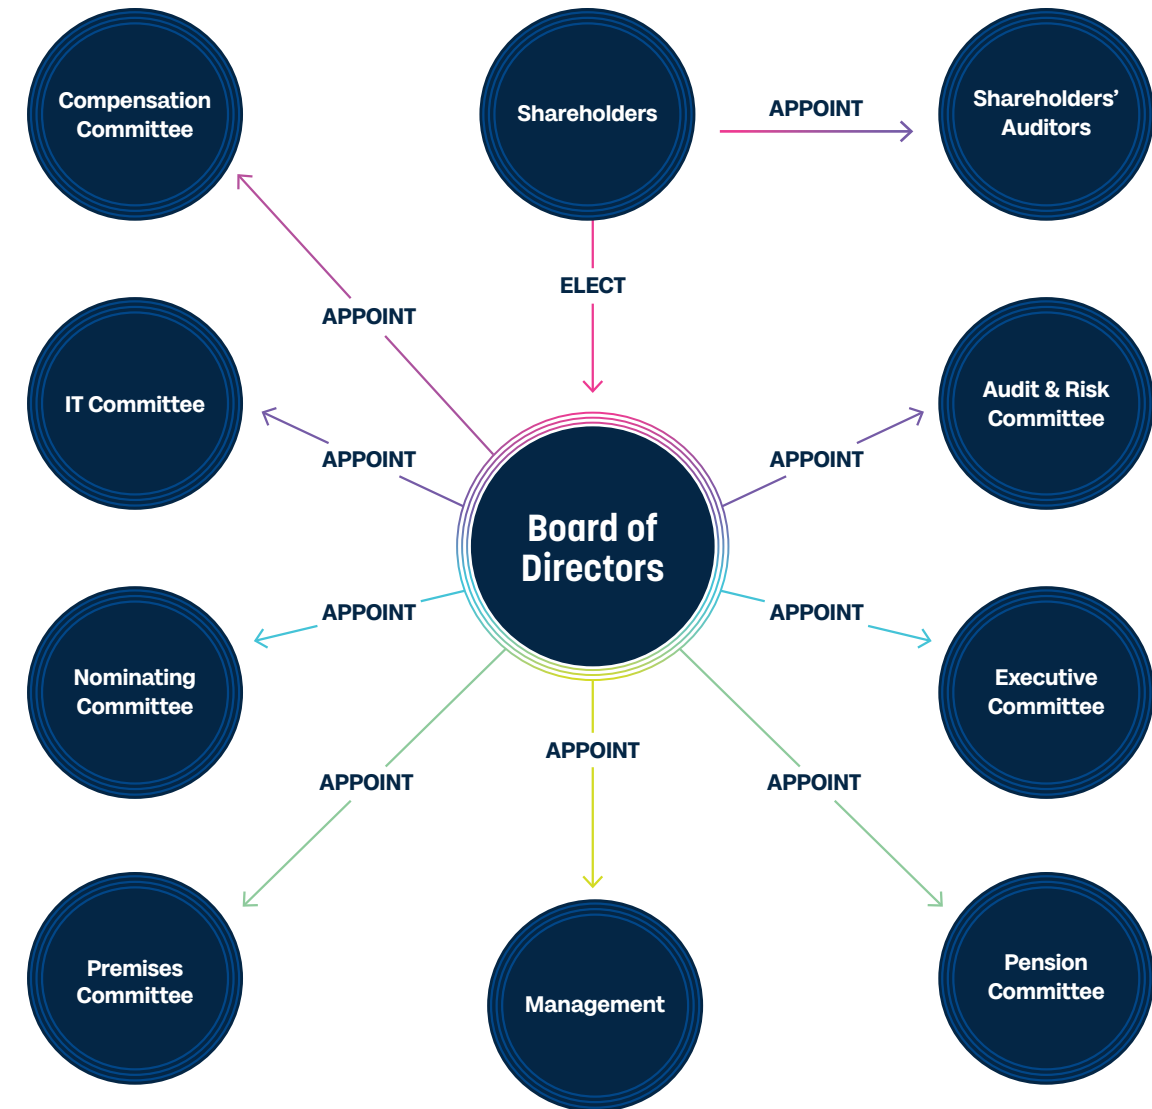 Compensation
Committee
Shareholders
APPOINT
Shareholders’
Auditors
ELECT
APPOINT
IT Committee
APPOINT
APPOINT
Audit & Risk
Committee
Board of
Directors
APPOINT
APPOINT
Nominating
Committee
Executive
Committee
APPOINT
APPOINT
APPOINT
Premises
Committee
Management
Pension
Committee